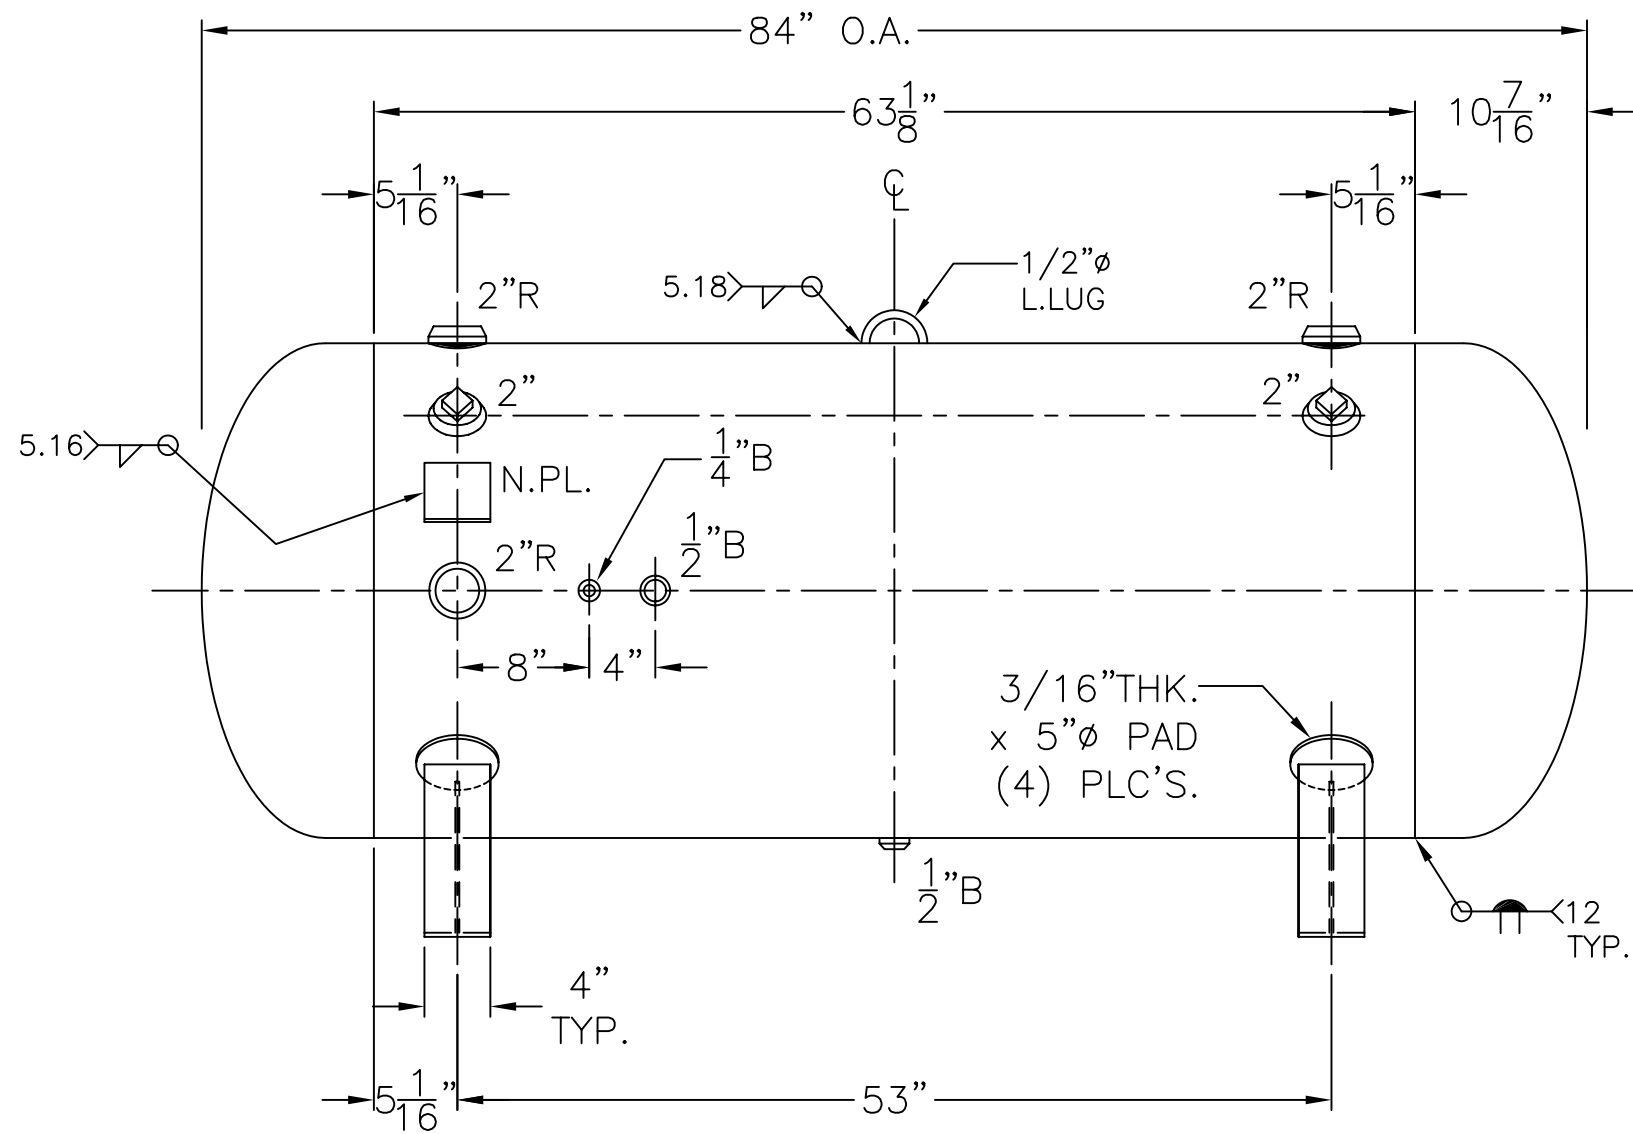 84" O.A.
63 1/8"
10 7/16"
5 1/16"
℄
5 1/16"
1/2"ø
L.LUG
5.18
2"R
2"R
2"
2"
5.16
1/4"B
N.PL.
1/2"B
2"R
8"
4"
3/16"THK.
x 5"ø PAD
(4) PLC'S.
1/2"B
12
TYP.
4"
TYP.
5 1/16"
53"